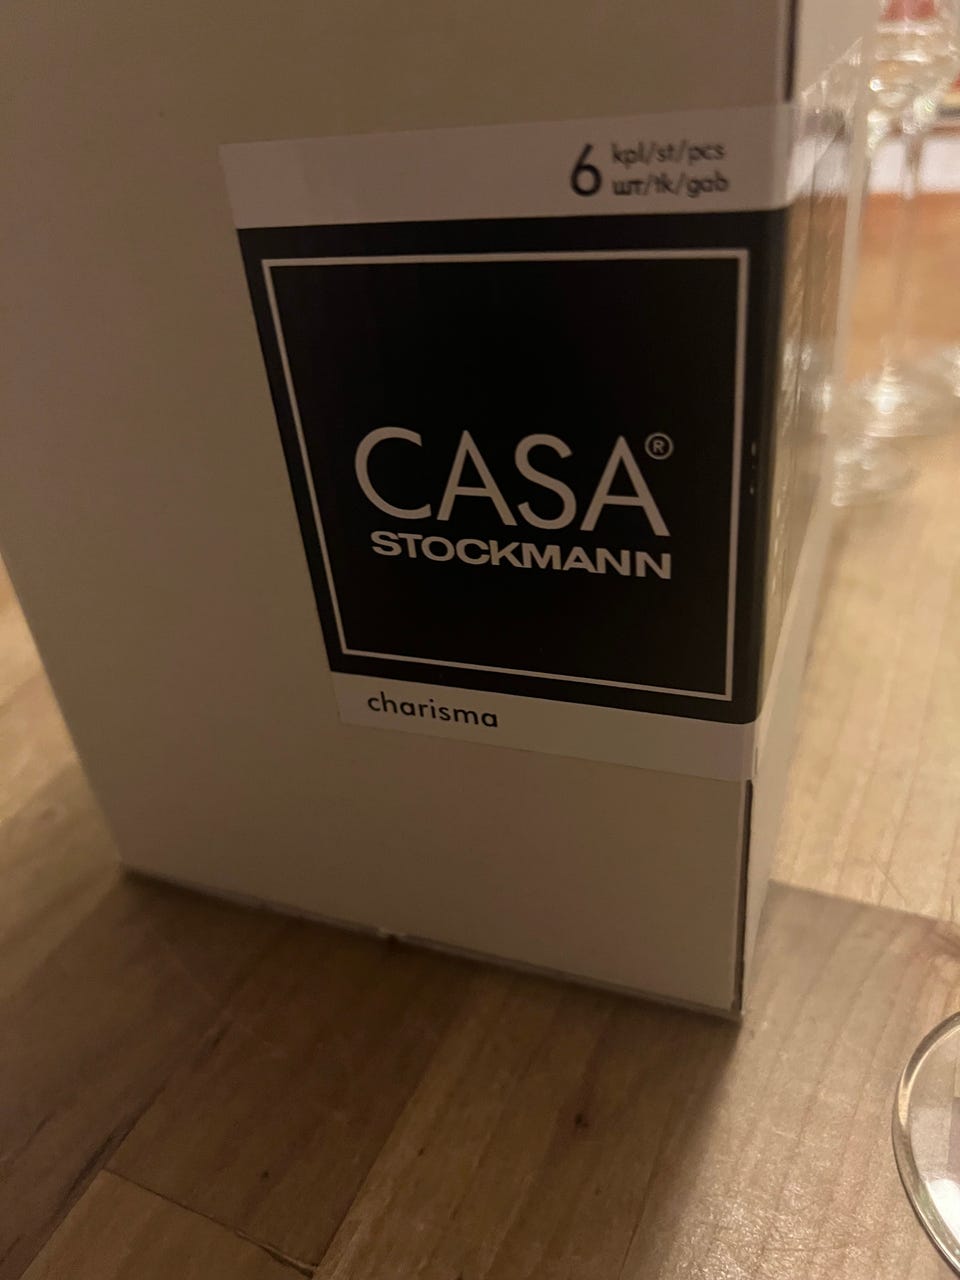 6 kpl/st/pcs
шт/tk/gab
CASA®
STOCKMANN
charisma